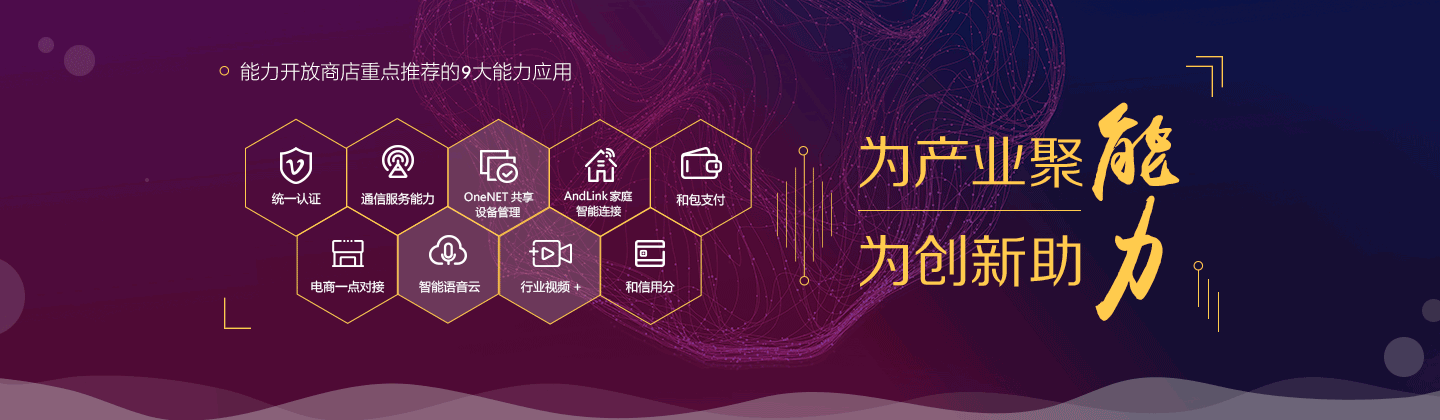 能力开放商店重点推荐的9大能力应用
统一认证
通信服务能力
OneNET 共享
设备管理
AndLink 家庭
智能连接
和包支付
电商一点对接
智能语音云
行业视频 +
和信用分
为产业聚能
为创新助力